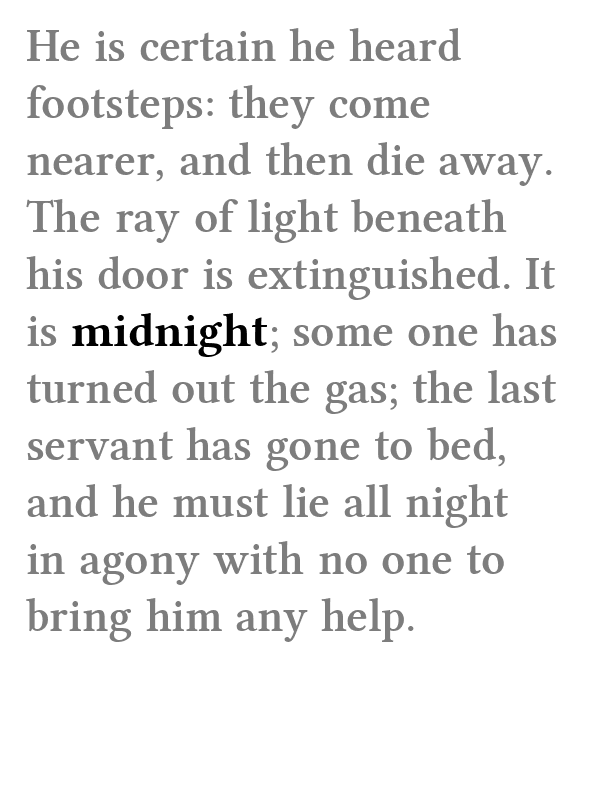 He is certain he heard
footsteps: they come
nearer, and then die away.
The ray of light beneath
his door is extinguished. It
is midnight; some one has
turned out the gas; the last
servant has gone to bed,
and he must lie all night
in agony with no one to
bring him any help.